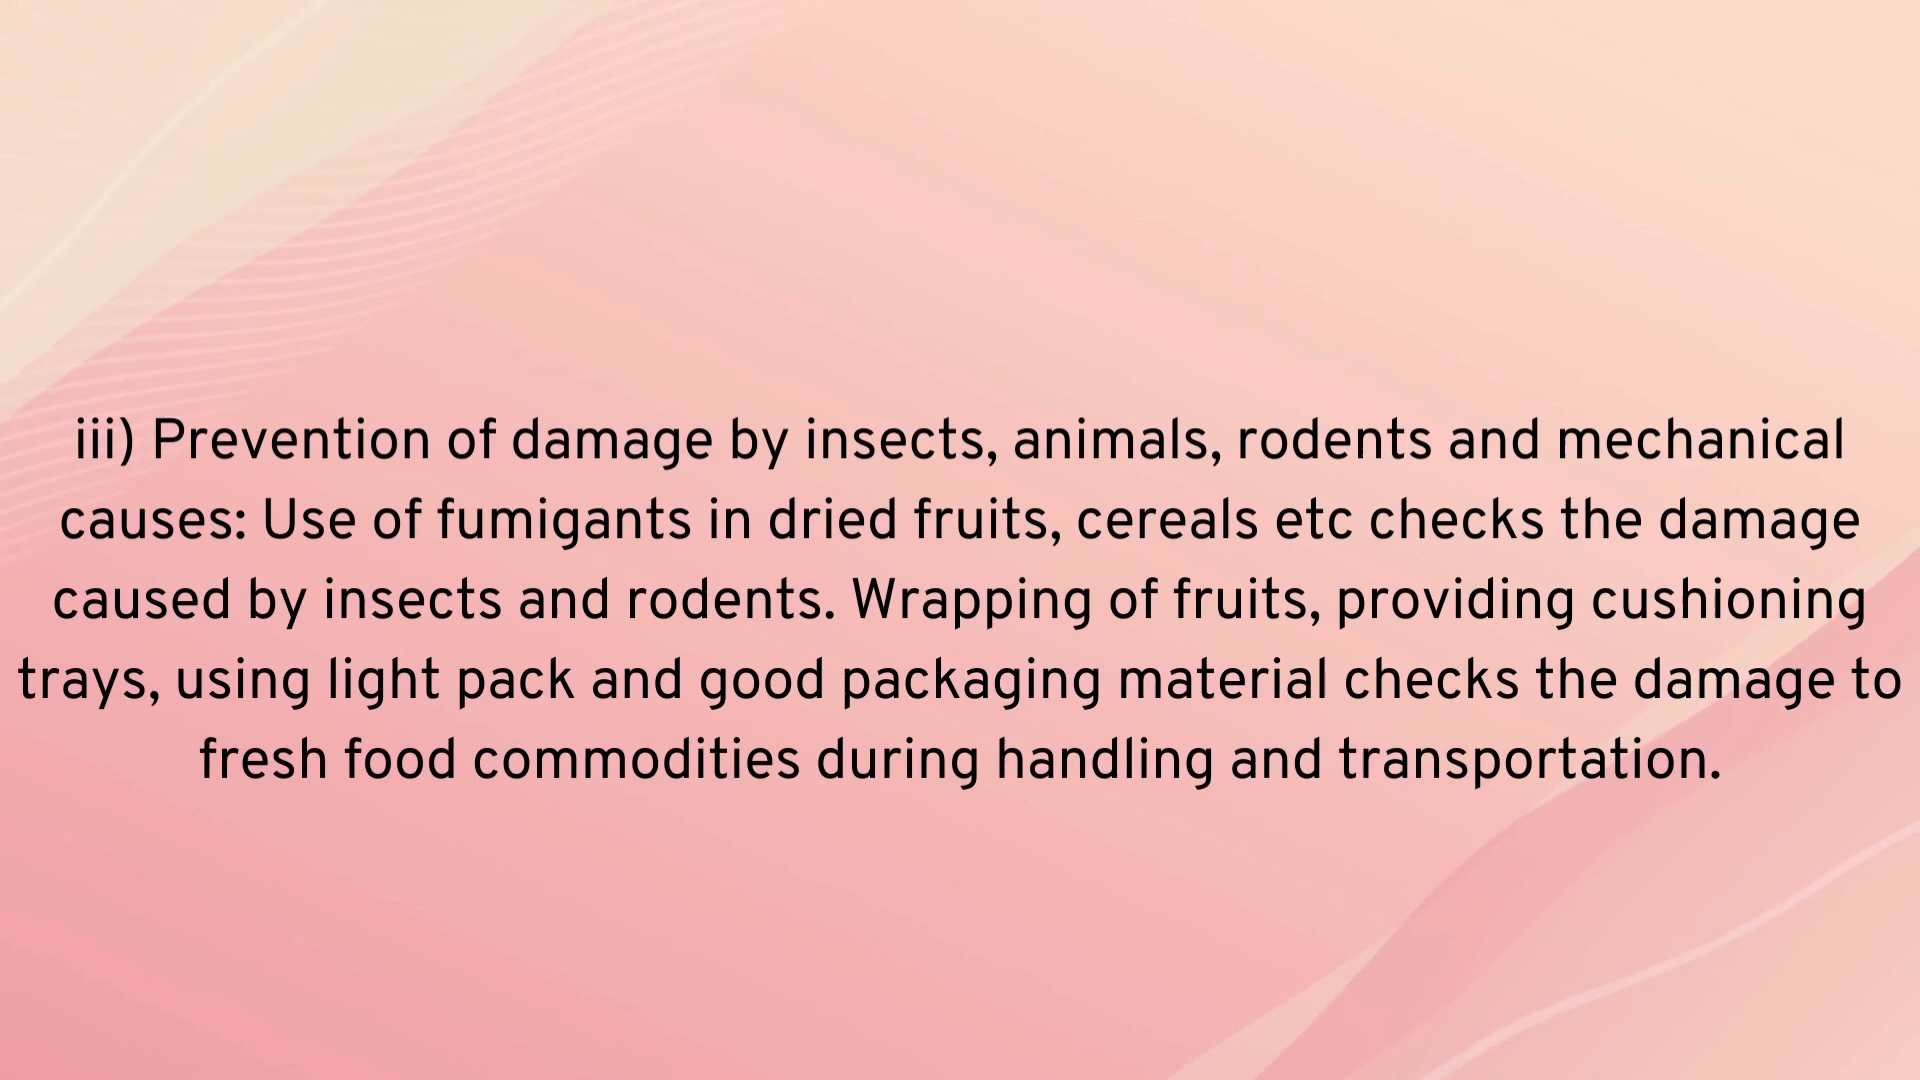 iii) Prevention of damage by insects, animals, rodents and mechanical
causes: Use of fumigants in dried fruits, cereals etc checks the damage
caused by insects and rodents. Wrapping of fruits, providing cushioning
trays, using light pack and good packaging material checks the damage to
fresh food commodities during handling and transportation.